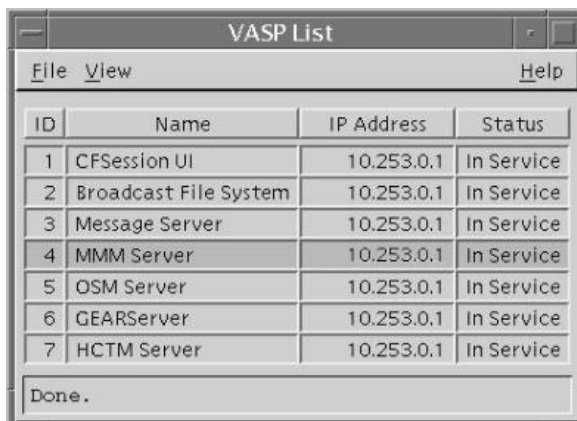 VASP List
File View Help
ID Name IP Address Status
1 CFSession UI 10.253.0.1 In Service
2 Broadcast File System 10.253.0.1 In Service
3 Message Server 10.253.0.1 In Service
4 MMM Server 10.253.0.1 In Service
5 OSM Server 10.253.0.1 In Service
6 GEARServer 10.253.0.1 In Service
7 HCTM Server 10.253.0.1 In Service
Done.